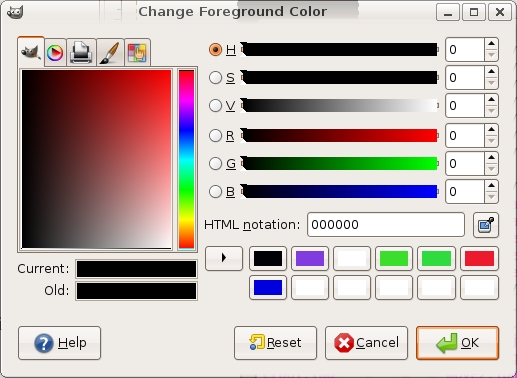 Change Foreground Color
H 0
S 0
V 0
R 0
G 0
B 0
HTML notation: 000000
Current:
Old:
Help Reset Cancel OK